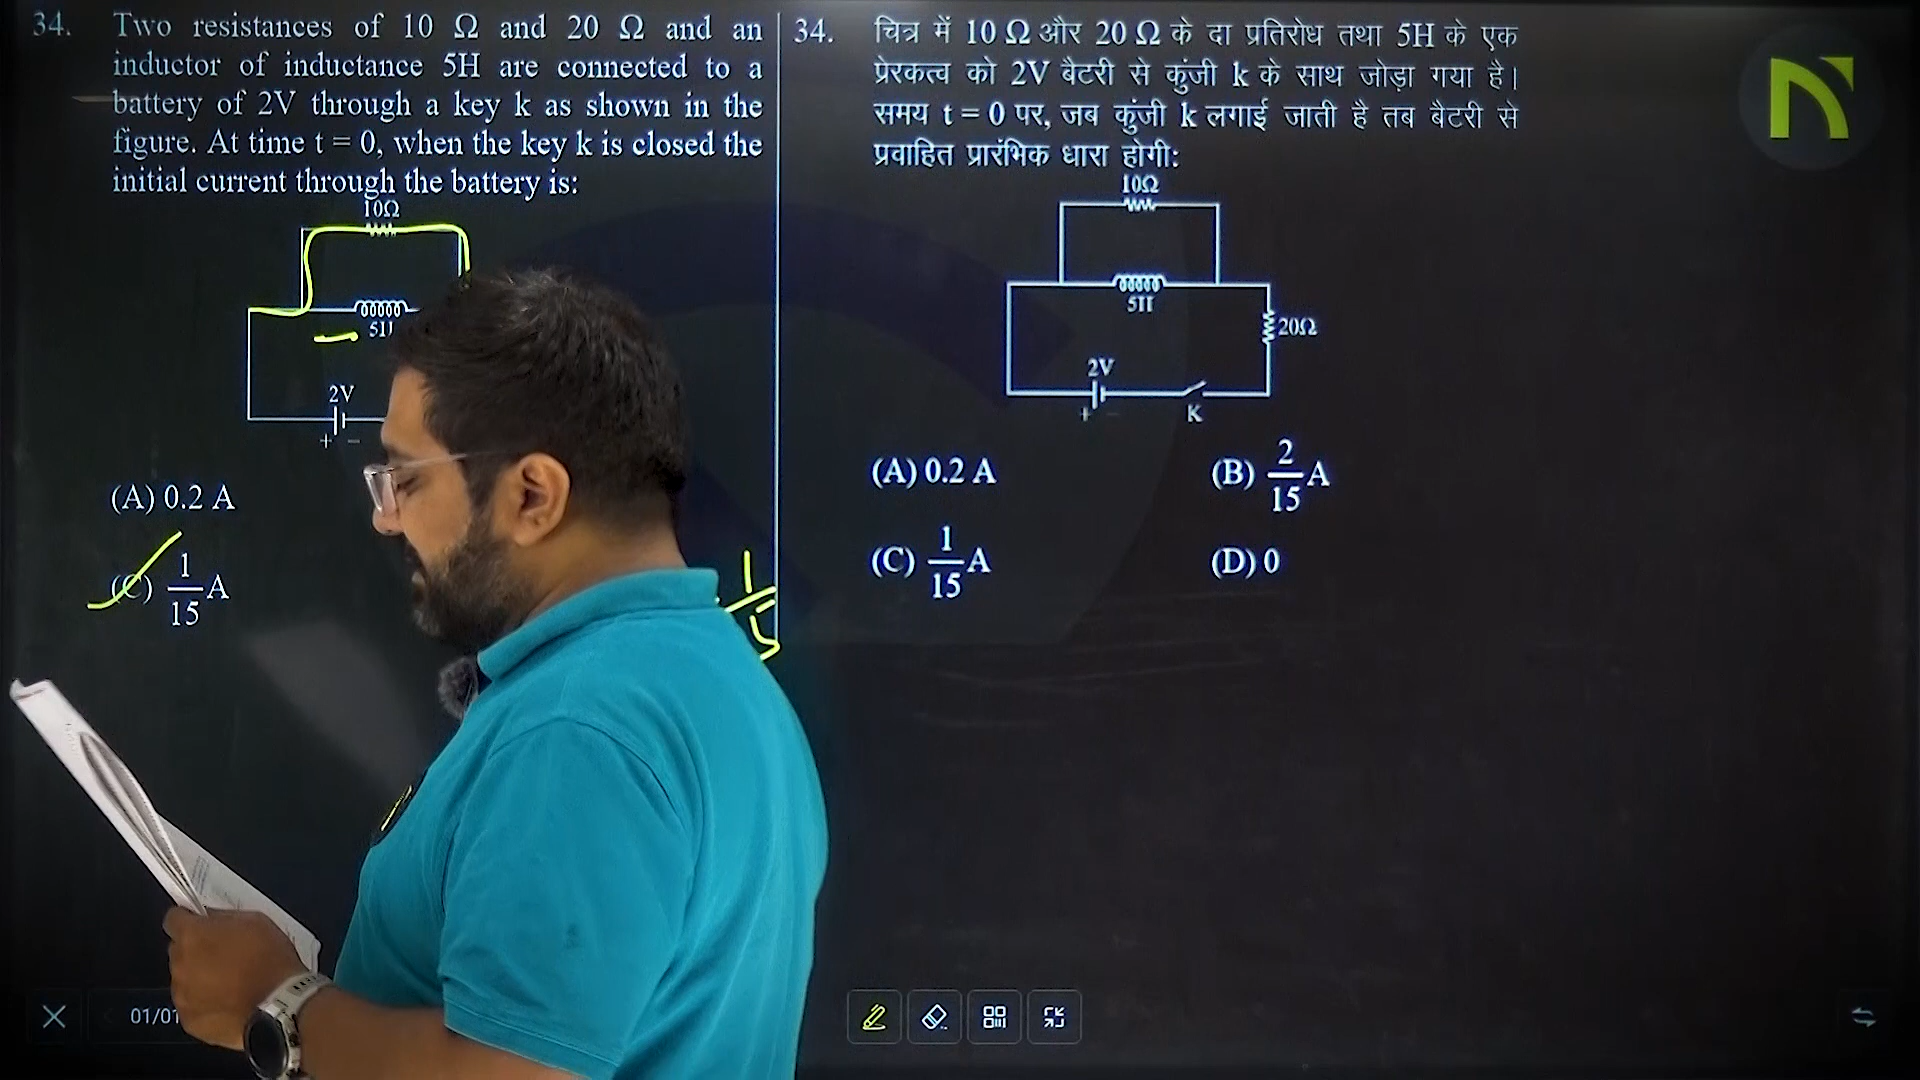 34. Two resistances of 10 Ω and 20 Ω and an
inductor of inductance 5H are connected to a
battery of 2V through a key k as shown in the
figure. At time t = 0, when the key k is closed the
initial current through the battery is:
10Ω
5H
2V
+ −
(A) 0.2 A
(C) 1/15 A
1/15
34. चित्र में 10 Ω और 20 Ω के दा प्रतिरोध तथा 5H के एक
प्रेरकत्व को 2V बैटरी से कुंजी k के साथ जोड़ा गया है।
समय t = 0 पर, जब कुंजी k लगाई जाती है तब बैटरी से
प्रवाहित प्रारंभिक धारा होगी:
10Ω
5H
20Ω
2V
+ −
K
(A) 0.2 A (B) 2/15 A
(C) 1/15 A (D) 0
01/01